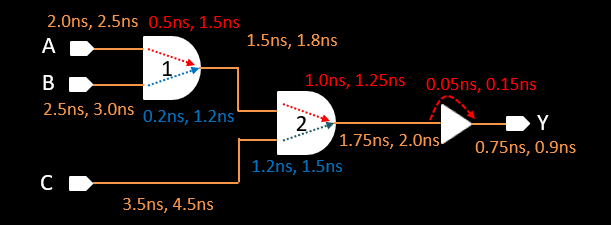 2.0ns, 2.5ns 0.5ns, 1.5ns
A
1.5ns, 1.8ns
1
B
1.0ns, 1.25ns 0.05ns, 0.15ns
2.5ns, 3.0ns 0.2ns, 1.2ns
2
Y
1.75ns, 2.0ns 0.75ns, 0.9ns
1.2ns, 1.5ns
C
3.5ns, 4.5ns